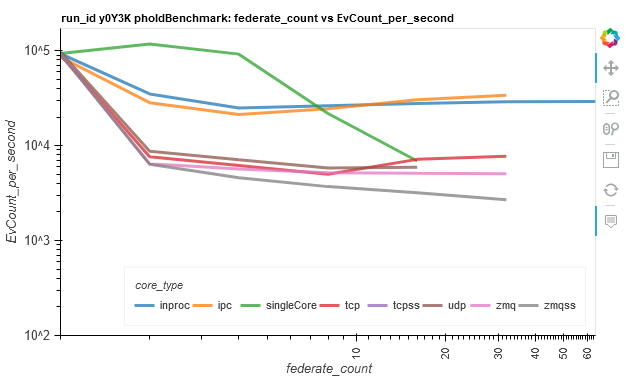 run_id y0Y3K pholdBenchmark: federate_count vs EvCount_per_second
EvCount_per_second
10^5
10^4
10^3
10^2
core_type
inproc ipc singleCore tcp tcpss udp zmq zmqss
10 20 30 40 50 60
federate_count